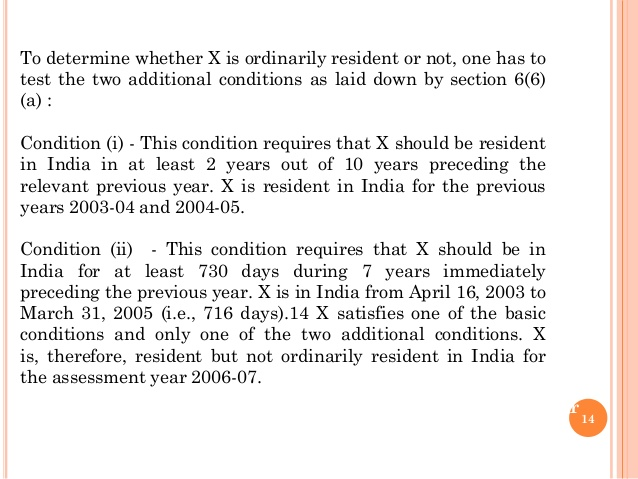 To determine whether X is ordinarily resident or not, one has to
test the two additional conditions as laid down by section 6(6)
(a) :
Condition (i) - This condition requires that X should be resident
in India in at least 2 years out of 10 years preceding the
relevant previous year. X is resident in India for the previous
years 2003-04 and 2004-05.
Condition (ii) - This condition requires that X should be in
India for at least 730 days during 7 years immediately
preceding the previous year. X is in India from April 16, 2003 to
March 31, 2005 (i.e., 716 days).14 X satisfies one of the basic
conditions and only one of the two additional conditions. X
is, therefore, resident but not ordinarily resident in India for
the assessment year 2006-07.
r
14